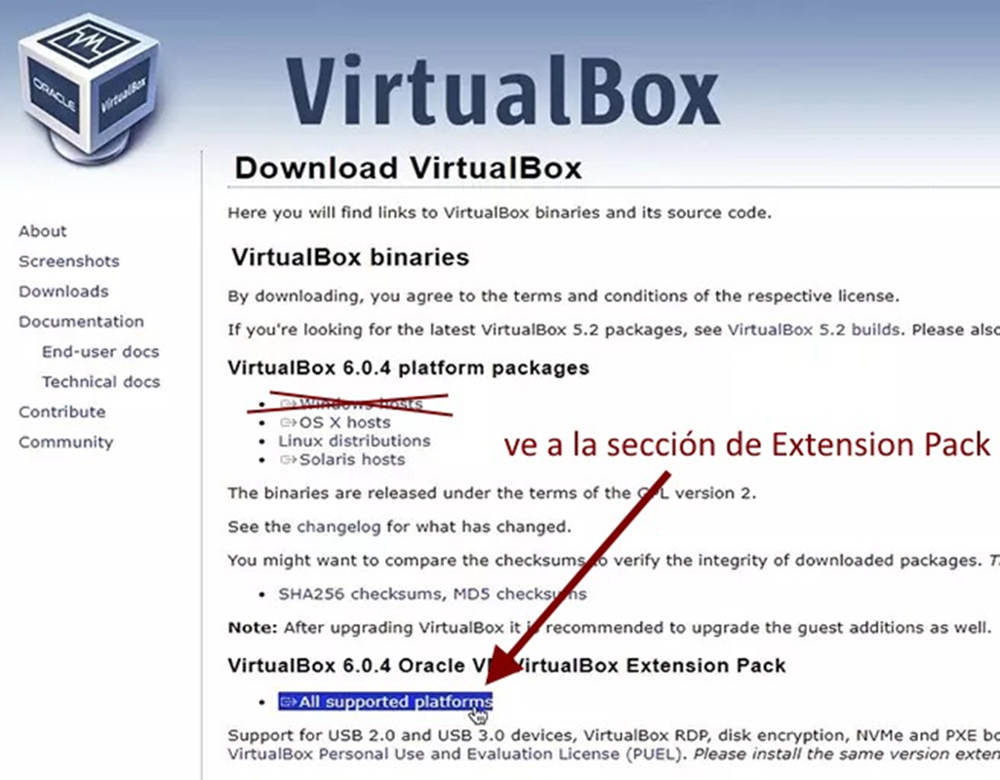 ORACLE
VirtualBox
VirtualBox
Download VirtualBox
Here you will find links to VirtualBox binaries and its source code.
About
Screenshots
Downloads
Documentation
End-user docs
Technical docs
Contribute
Community
VirtualBox binaries
By downloading, you agree to the terms and conditions of the respective license.
If you're looking for the latest VirtualBox 5.2 packages, see VirtualBox 5.2 builds. Please also
VirtualBox 6.0.4 platform packages
Windows hosts
OS X hosts
Linux distributions
Solaris hosts
ve a la sección de Extension Pack
The binaries are released under the terms of the GPL version 2.
See the changelog for what has changed.
You might want to compare the checksums to verify the integrity of downloaded packages.
SHA256 checksums, MD5 checksums
Note: After upgrading VirtualBox it is recommended to upgrade the guest additions as well.
VirtualBox 6.0.4 Oracle VM VirtualBox Extension Pack
All supported platforms
Support for USB 2.0 and USB 3.0 devices, VirtualBox RDP, disk encryption, NVMe and PXE bo
VirtualBox Personal Use and Evaluation License (PUEL). Please install the same version exten